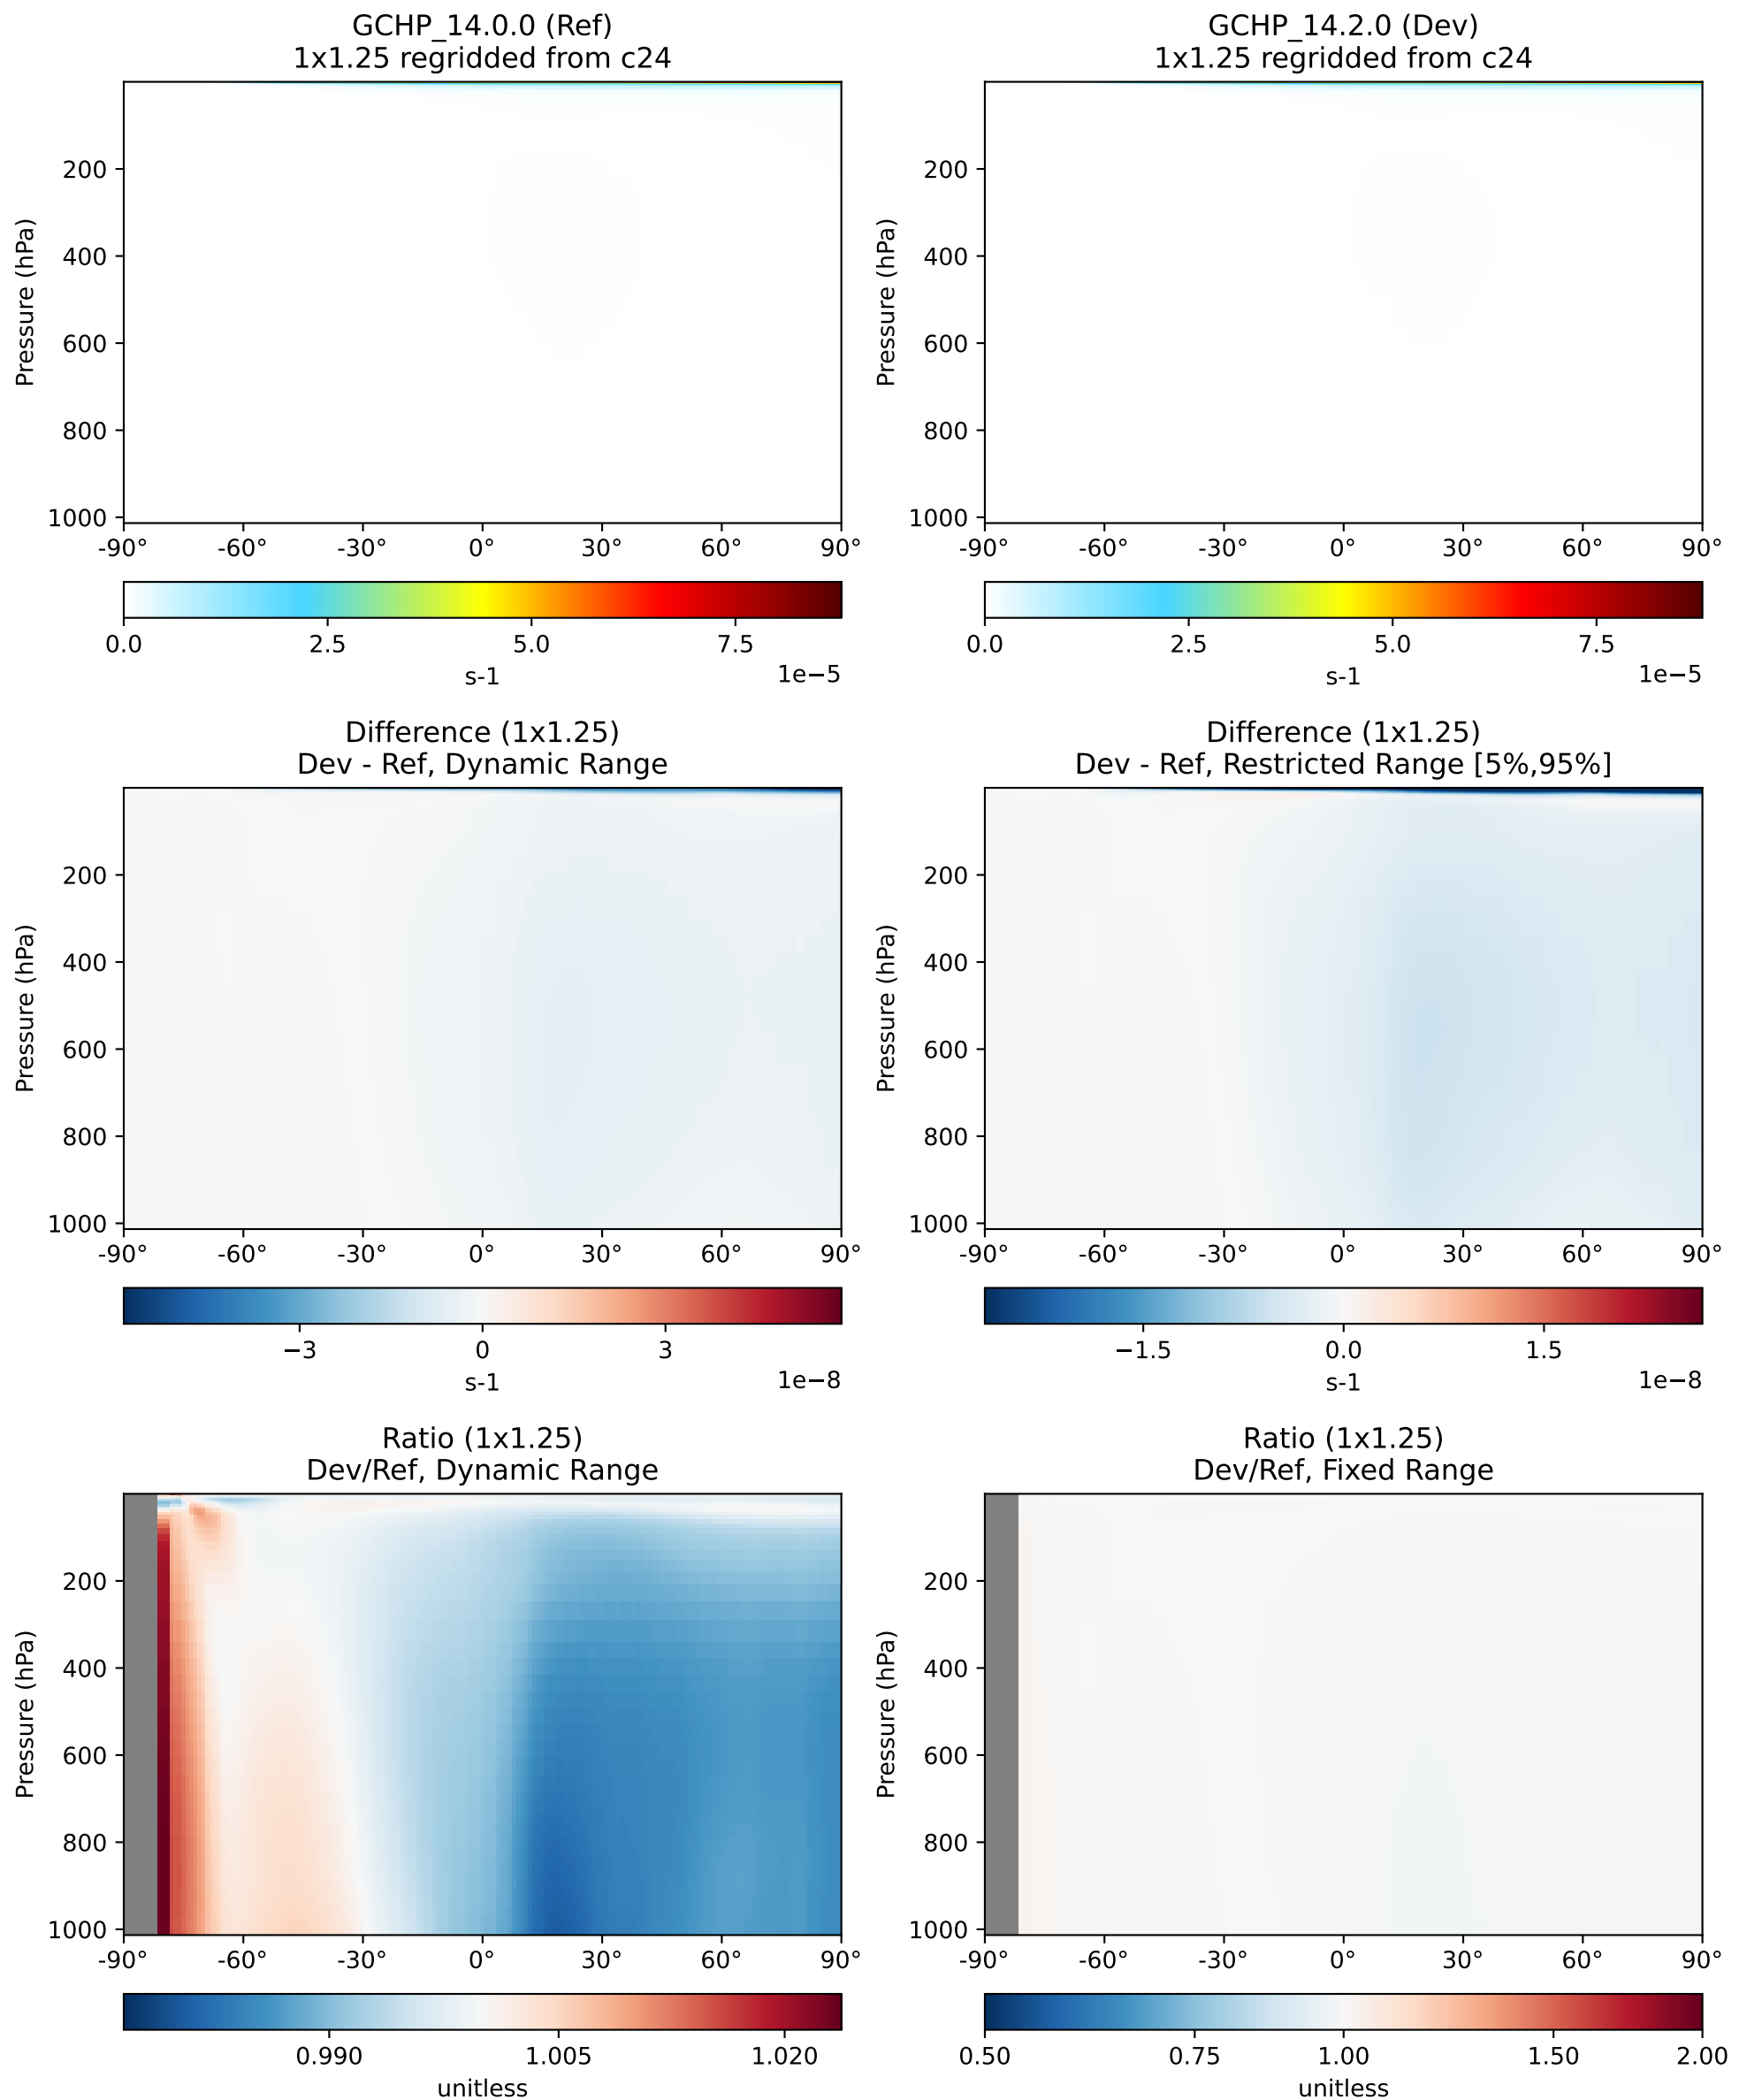 GCHP_14.0.0 (Ref)
1x1.25 regridded from c24
Pressure (hPa)
200
400
600
800
1000
-90° -60° -30° 0° 30° 60° 90°
0.0 2.5 5.0 7.5
s-1
1e−5
GCHP_14.2.0 (Dev)
1x1.25 regridded from c24
Pressure (hPa)
200
400
600
800
1000
-90° -60° -30° 0° 30° 60° 90°
0.0 2.5 5.0 7.5
s-1
1e−5
Difference (1x1.25)
Dev - Ref, Dynamic Range
Pressure (hPa)
200
400
600
800
1000
-90° -60° -30° 0° 30° 60° 90°
−3 0 3
s-1
1e−8
Difference (1x1.25)
Dev - Ref, Restricted Range [5%,95%]
Pressure (hPa)
200
400
600
800
1000
-90° -60° -30° 0° 30° 60° 90°
−1.5 0.0 1.5
s-1
1e−8
Ratio (1x1.25)
Dev/Ref, Dynamic Range
Pressure (hPa)
200
400
600
800
1000
-90° -60° -30° 0° 30° 60° 90°
0.990 1.005 1.020
unitless
Ratio (1x1.25)
Dev/Ref, Fixed Range
Pressure (hPa)
200
400
600
800
1000
-90° -60° -30° 0° 30° 60° 90°
0.50 0.75 1.00 1.50 2.00
unitless